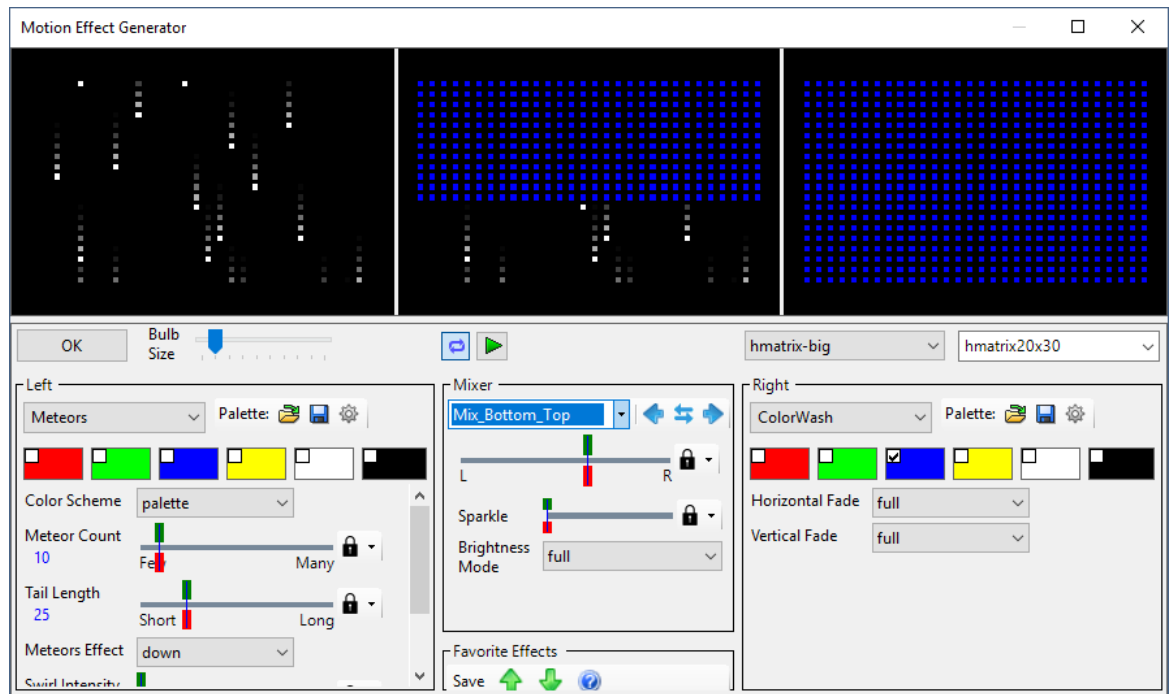 Motion Effect Generator
OK
Bulb
Size
hmatrix-big
hmatrix20x30
Left
Meteors
Palette:
Color Scheme
palette
Meteor Count
10
Few
Many
Tail Length
25
Short
Long
Meteors Effect
down
Swirl Intensity
Mixer
Mix_Bottom_Top
L
R
Sparkle
Brightness
Mode
full
Favorite Effects
Save
Right
ColorWash
Palette:
Horizontal Fade
full
Vertical Fade
full